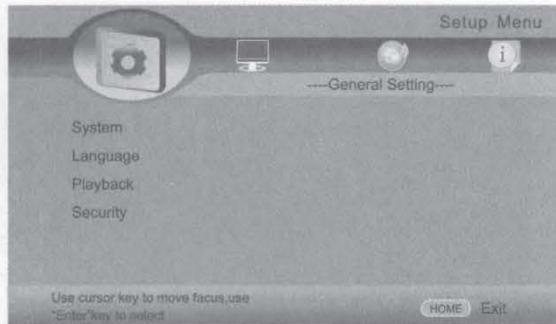 Setup Menu
i
----General Setting----
System
Language
Playback
Security
Use cursor key to move facus,use
"Enter"key to select
HOME Exit